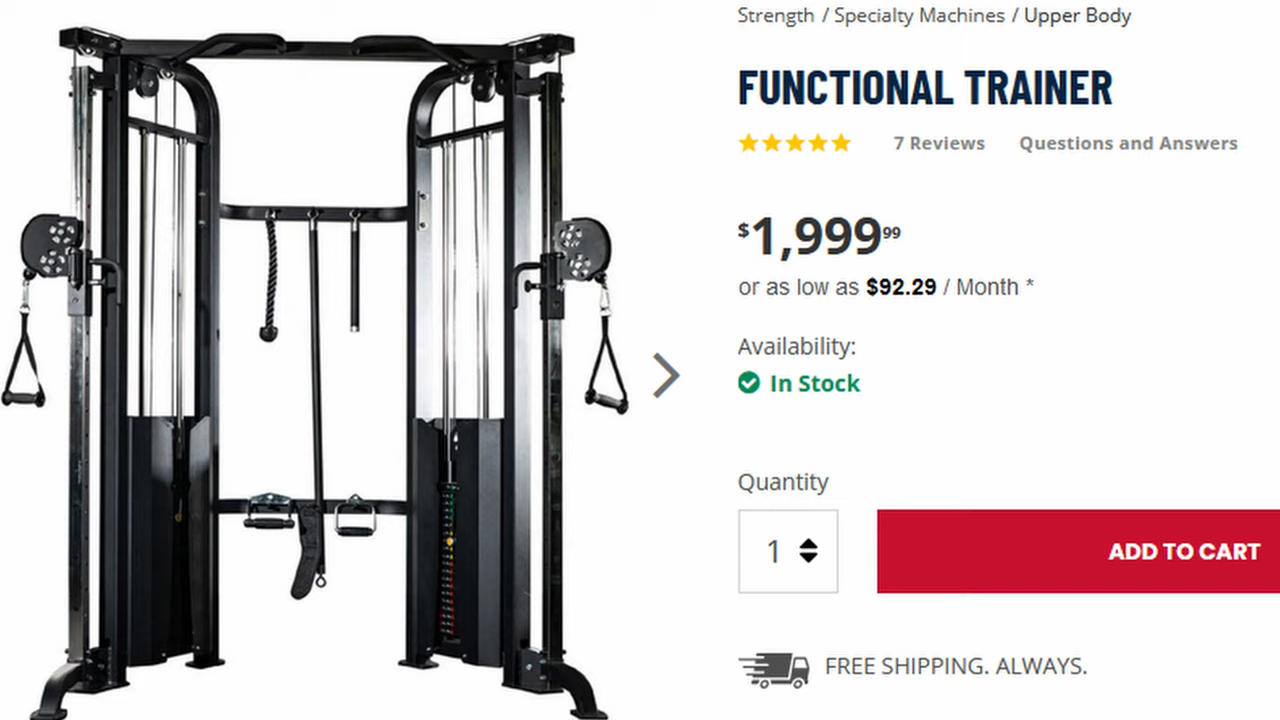 Strength / Specialty Machines / Upper Body
FUNCTIONAL TRAINER
7 Reviews Questions and Answers
$1,999.99
or as low as $92.29 / Month *
Availability:
In Stock
Quantity
1 ADD TO CART
FREE SHIPPING. ALWAYS.